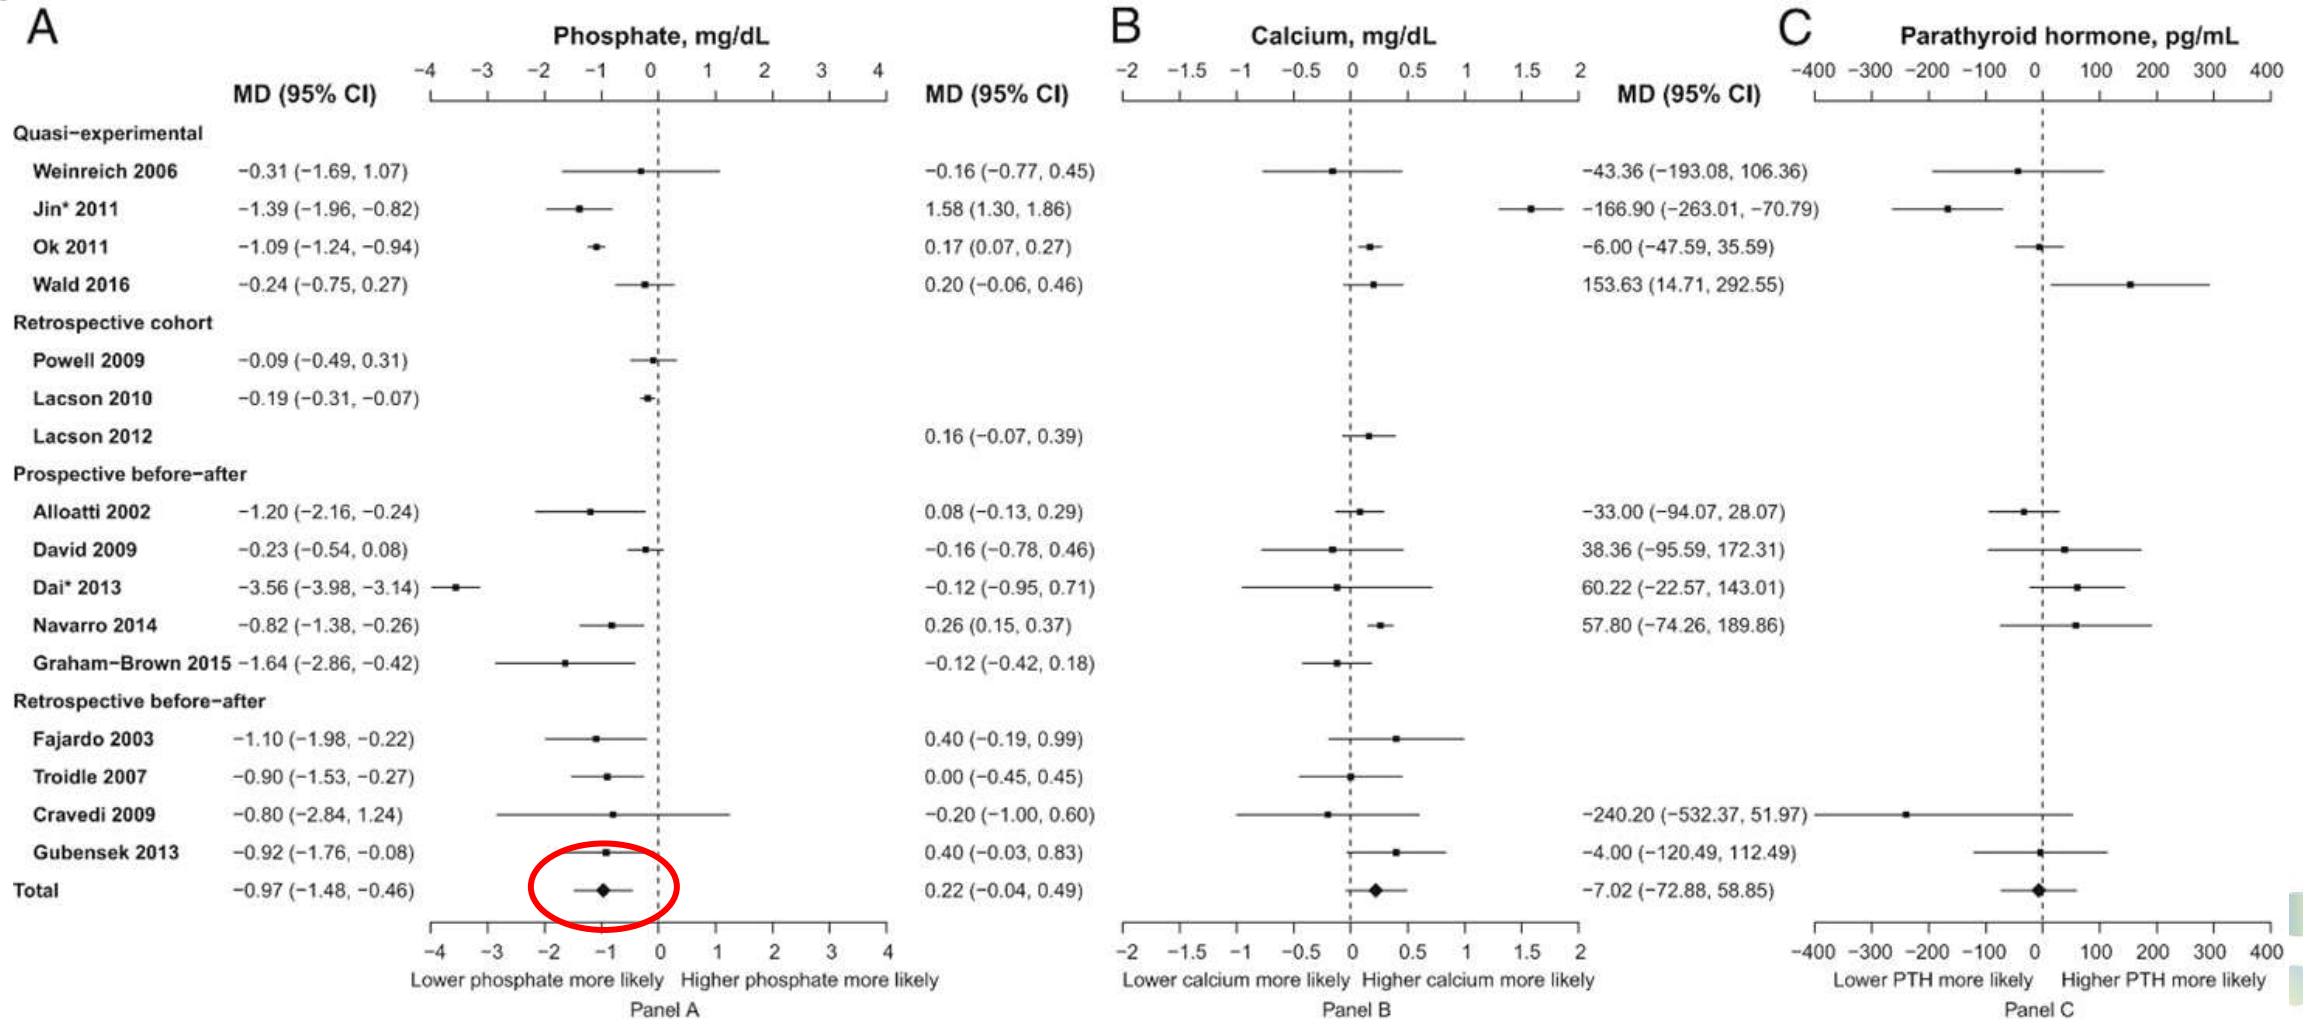 A Phosphate, mg/dL B Calcium, mg/dL C Parathyroid hormone, pg/mL
−4 −3 −2 −1 0 1 2 3 4 −2 −1.5 −1 −0.5 0 0.5 1 1.5 2 −400 −300 −200 −100 0 100 200 300 400
MD (95% CI) MD (95% CI) MD (95% CI)
Quasi−experimental
Weinreich 2006 −0.31 (−1.69, 1.07) −0.16 (−0.77, 0.45) −43.36 (−193.08, 106.36)
Jin* 2011 −1.39 (−1.96, −0.82) 1.58 (1.30, 1.86) −166.90 (−263.01, −70.79)
Ok 2011 −1.09 (−1.24, −0.94) 0.17 (0.07, 0.27) −6.00 (−47.59, 35.59)
Wald 2016 −0.24 (−0.75, 0.27) 0.20 (−0.06, 0.46) 153.63 (14.71, 292.55)
Retrospective cohort
Powell 2009 −0.09 (−0.49, 0.31)
Lacson 2010 −0.19 (−0.31, −0.07)
Lacson 2012 0.16 (−0.07, 0.39)
Prospective before−after
Alloatti 2002 −1.20 (−2.16, −0.24) 0.08 (−0.13, 0.29) −33.00 (−94.07, 28.07)
David 2009 −0.23 (−0.54, 0.08) −0.16 (−0.78, 0.46) 38.36 (−95.59, 172.31)
Dai* 2013 −3.56 (−3.98, −3.14) −0.12 (−0.95, 0.71) 60.22 (−22.57, 143.01)
Navarro 2014 −0.82 (−1.38, −0.26) 0.26 (0.15, 0.37) 57.80 (−74.26, 189.86)
Graham−Brown 2015 −1.64 (−2.86, −0.42) −0.12 (−0.42, 0.18)
Retrospective before−after
Fajardo 2003 −1.10 (−1.98, −0.22) 0.40 (−0.19, 0.99)
Troidle 2007 −0.90 (−1.53, −0.27) 0.00 (−0.45, 0.45)
Cravedi 2009 −0.80 (−2.84, 1.24) −0.20 (−1.00, 0.60) −240.20 (−532.37, 51.97)
Gubensek 2013 −0.92 (−1.76, −0.08) 0.40 (−0.03, 0.83) −4.00 (−120.49, 112.49)
Total −0.97 (−1.48, −0.46) 0.22 (−0.04, 0.49) −7.02 (−72.88, 58.85)
−4 −3 −2 −1 0 1 2 3 4 −2 −1.5 −1 −0.5 0 0.5 1 1.5 2 −400 −300 −200 −100 0 100 200 300 400
Lower phosphate more likely Higher phosphate more likely Lower calcium more likely Higher calcium more likely Lower PTH more likely Higher PTH more likely
Panel A Panel B Panel C